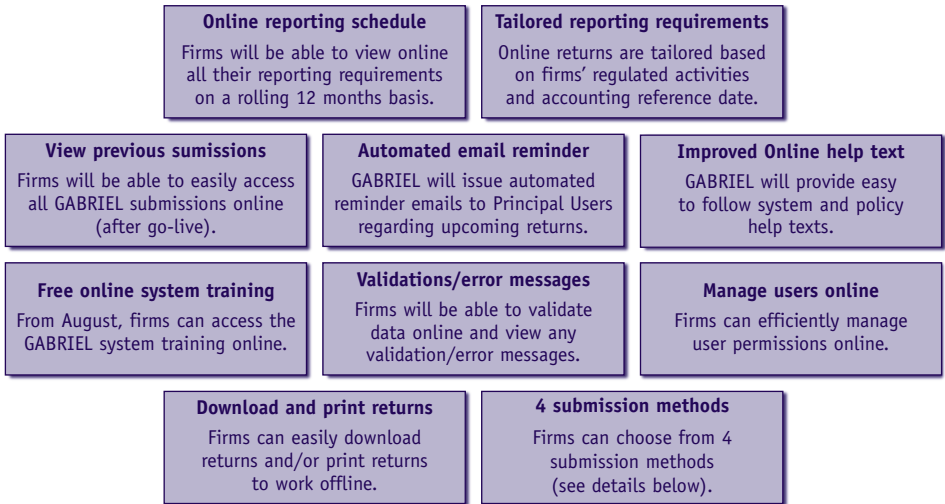 Online reporting schedule
Firms will be able to view online
all their reporting requirements
on a rolling 12 months basis.
Tailored reporting requirements
Online returns are tailored based
on firms' regulated activities
and accounting reference date.
View previous sumissions
Firms will be able to easily access
all GABRIEL submissions online
(after go-live).
Automated email reminder
GABRIEL will issue automated
reminder emails to Principal Users
regarding upcoming returns.
Improved Online help text
GABRIEL will provide easy
to follow system and policy
help texts.
Free online system training
From August, firms can access the
GABRIEL system training online.
Validations/error messages
Firms will be able to validate
data online and view any
validation/error messages.
Manage users online
Firms can efficiently manage
user permissions online.
Download and print returns
Firms can easily download
returns and/or print returns
to work offline.
4 submission methods
Firms can choose from 4
submission methods
(see details below).